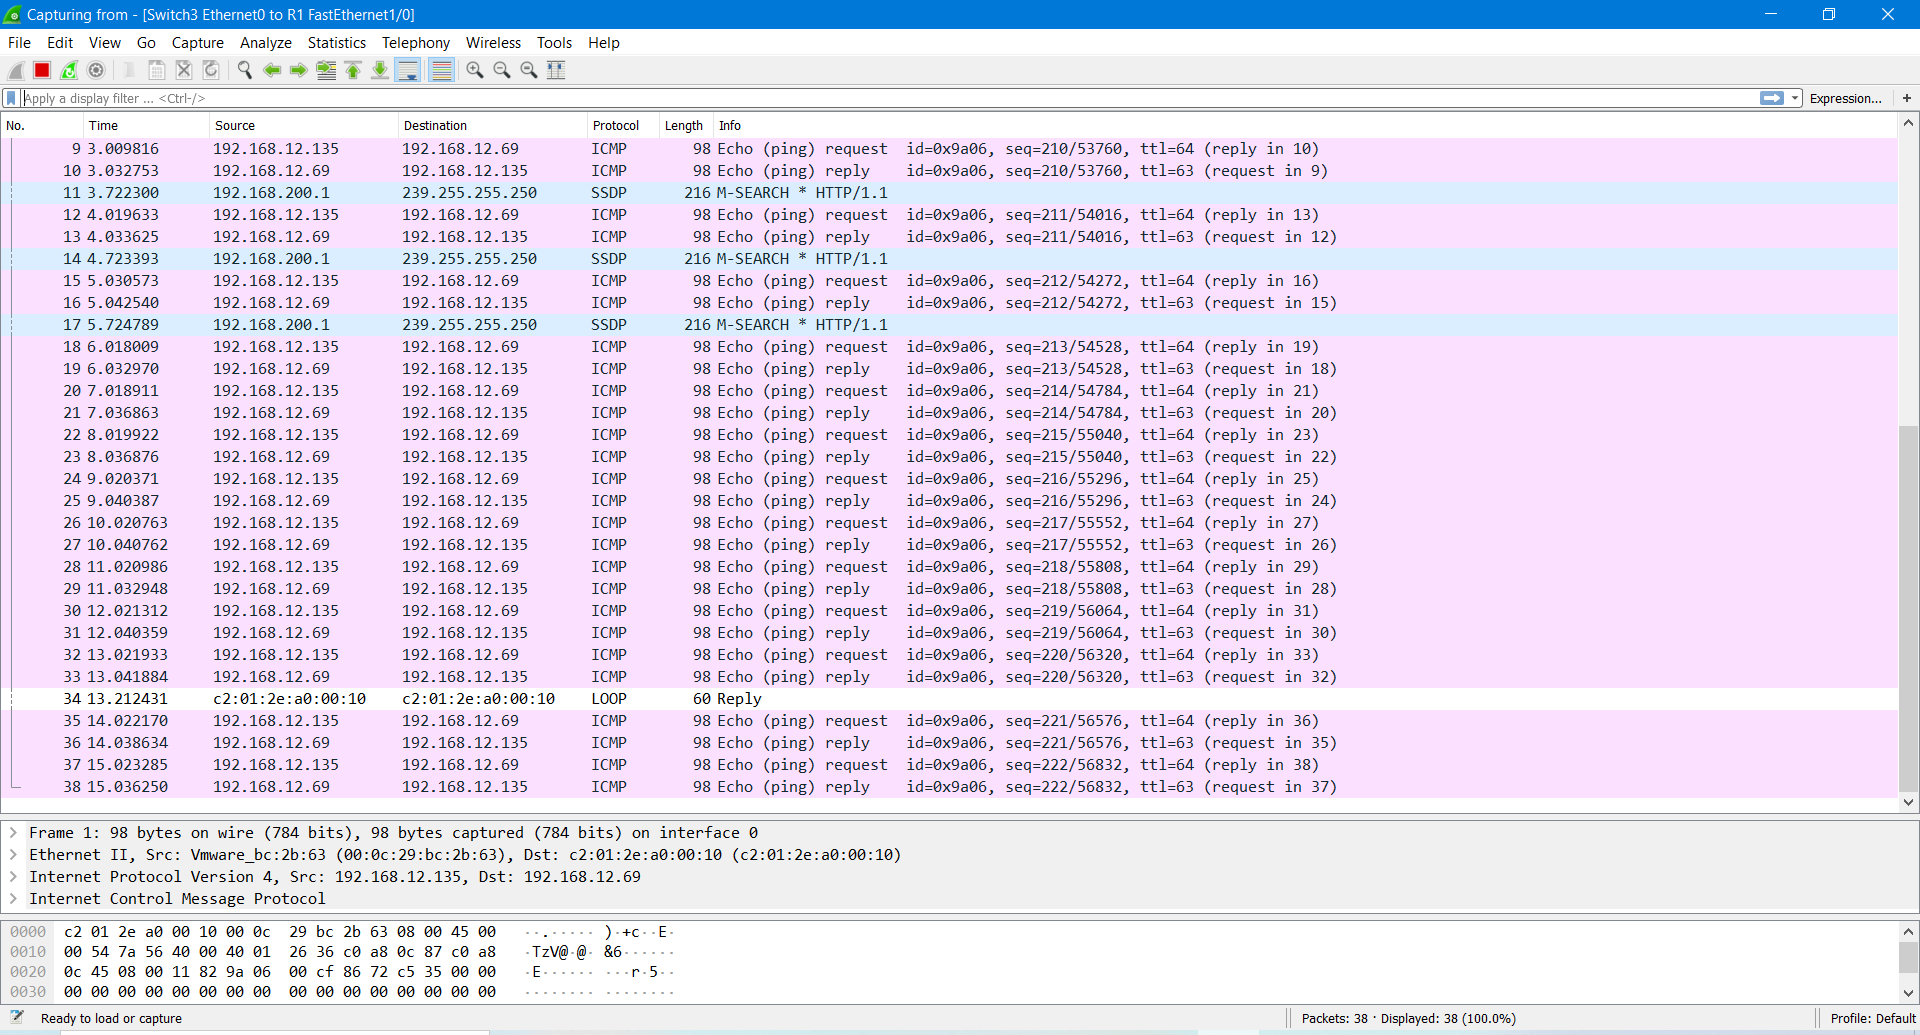 Capturing from - [Switch3 Ethernet0 to R1 FastEthernet1/0]
File Edit View Go Capture Analyze Statistics Telephony Wireless Tools Help
Apply a display filter ... <Ctrl-/> Expression... +
No. Time Source Destination Protocol Length Info
9 3.009816 192.168.12.135 192.168.12.69 ICMP 98 Echo (ping) request id=0x9a06, seq=210/53760, ttl=64 (reply in 10)
10 3.032753 192.168.12.69 192.168.12.135 ICMP 98 Echo (ping) reply id=0x9a06, seq=210/53760, ttl=63 (request in 9)
11 3.722300 192.168.200.1 239.255.255.250 SSDP 216 M-SEARCH * HTTP/1.1
12 4.019633 192.168.12.135 192.168.12.69 ICMP 98 Echo (ping) request id=0x9a06, seq=211/54016, ttl=64 (reply in 13)
13 4.033625 192.168.12.69 192.168.12.135 ICMP 98 Echo (ping) reply id=0x9a06, seq=211/54016, ttl=63 (request in 12)
14 4.723393 192.168.200.1 239.255.255.250 SSDP 216 M-SEARCH * HTTP/1.1
15 5.030573 192.168.12.135 192.168.12.69 ICMP 98 Echo (ping) request id=0x9a06, seq=212/54272, ttl=64 (reply in 16)
16 5.042540 192.168.12.69 192.168.12.135 ICMP 98 Echo (ping) reply id=0x9a06, seq=212/54272, ttl=63 (request in 15)
17 5.724789 192.168.200.1 239.255.255.250 SSDP 216 M-SEARCH * HTTP/1.1
18 6.018009 192.168.12.135 192.168.12.69 ICMP 98 Echo (ping) request id=0x9a06, seq=213/54528, ttl=64 (reply in 19)
19 6.032970 192.168.12.69 192.168.12.135 ICMP 98 Echo (ping) reply id=0x9a06, seq=213/54528, ttl=63 (request in 18)
20 7.018911 192.168.12.135 192.168.12.69 ICMP 98 Echo (ping) request id=0x9a06, seq=214/54784, ttl=64 (reply in 21)
21 7.036863 192.168.12.69 192.168.12.135 ICMP 98 Echo (ping) reply id=0x9a06, seq=214/54784, ttl=63 (request in 20)
22 8.019922 192.168.12.135 192.168.12.69 ICMP 98 Echo (ping) request id=0x9a06, seq=215/55040, ttl=64 (reply in 23)
23 8.036876 192.168.12.69 192.168.12.135 ICMP 98 Echo (ping) reply id=0x9a06, seq=215/55040, ttl=63 (request in 22)
24 9.020371 192.168.12.135 192.168.12.69 ICMP 98 Echo (ping) request id=0x9a06, seq=216/55296, ttl=64 (reply in 25)
25 9.040387 192.168.12.69 192.168.12.135 ICMP 98 Echo (ping) reply id=0x9a06, seq=216/55296, ttl=63 (request in 24)
26 10.020763 192.168.12.135 192.168.12.69 ICMP 98 Echo (ping) request id=0x9a06, seq=217/55552, ttl=64 (reply in 27)
27 10.040762 192.168.12.69 192.168.12.135 ICMP 98 Echo (ping) reply id=0x9a06, seq=217/55552, ttl=63 (request in 26)
28 11.020986 192.168.12.135 192.168.12.69 ICMP 98 Echo (ping) request id=0x9a06, seq=218/55808, ttl=64 (reply in 29)
29 11.032948 192.168.12.69 192.168.12.135 ICMP 98 Echo (ping) reply id=0x9a06, seq=218/55808, ttl=63 (request in 28)
30 12.021312 192.168.12.135 192.168.12.69 ICMP 98 Echo (ping) request id=0x9a06, seq=219/56064, ttl=64 (reply in 31)
31 12.040359 192.168.12.69 192.168.12.135 ICMP 98 Echo (ping) reply id=0x9a06, seq=219/56064, ttl=63 (request in 30)
32 13.021933 192.168.12.135 192.168.12.69 ICMP 98 Echo (ping) request id=0x9a06, seq=220/56320, ttl=64 (reply in 33)
33 13.041884 192.168.12.69 192.168.12.135 ICMP 98 Echo (ping) reply id=0x9a06, seq=220/56320, ttl=63 (request in 32)
34 13.212431 c2:01:2e:a0:00:10 c2:01:2e:a0:00:10 LOOP 60 Reply
35 14.022170 192.168.12.135 192.168.12.69 ICMP 98 Echo (ping) request id=0x9a06, seq=221/56576, ttl=64 (reply in 36)
36 14.038634 192.168.12.69 192.168.12.135 ICMP 98 Echo (ping) reply id=0x9a06, seq=221/56576, ttl=63 (request in 35)
37 15.023285 192.168.12.135 192.168.12.69 ICMP 98 Echo (ping) request id=0x9a06, seq=222/56832, ttl=64 (reply in 38)
38 15.036250 192.168.12.69 192.168.12.135 ICMP 98 Echo (ping) reply id=0x9a06, seq=222/56832, ttl=63 (request in 37)
Frame 1: 98 bytes on wire (784 bits), 98 bytes captured (784 bits) on interface 0
Ethernet II, Src: Vmware_bc:2b:63 (00:0c:29:bc:2b:63), Dst: c2:01:2e:a0:00:10 (c2:01:2e:a0:00:10)
Internet Protocol Version 4, Src: 192.168.12.135, Dst: 192.168.12.69
Internet Control Message Protocol
0000 c2 01 2e a0 00 10 00 0c 29 bc 2b 63 08 00 45 00 ··.····· )·+c··E·
0010 00 54 7a 56 40 00 40 01 26 36 c0 a8 0c 87 c0 a8 ·TzV@·@· &6······
0020 0c 45 08 00 11 82 9a 06 00 cf 86 72 c5 35 00 00 ·E······ ···r·5··
0030 00 00 00 00 00 00 00 00 00 00 00 00 00 00 00 00 ········ ········
Ready to load or capture Packets: 38 · Displayed: 38 (100.0%) Profile: Default